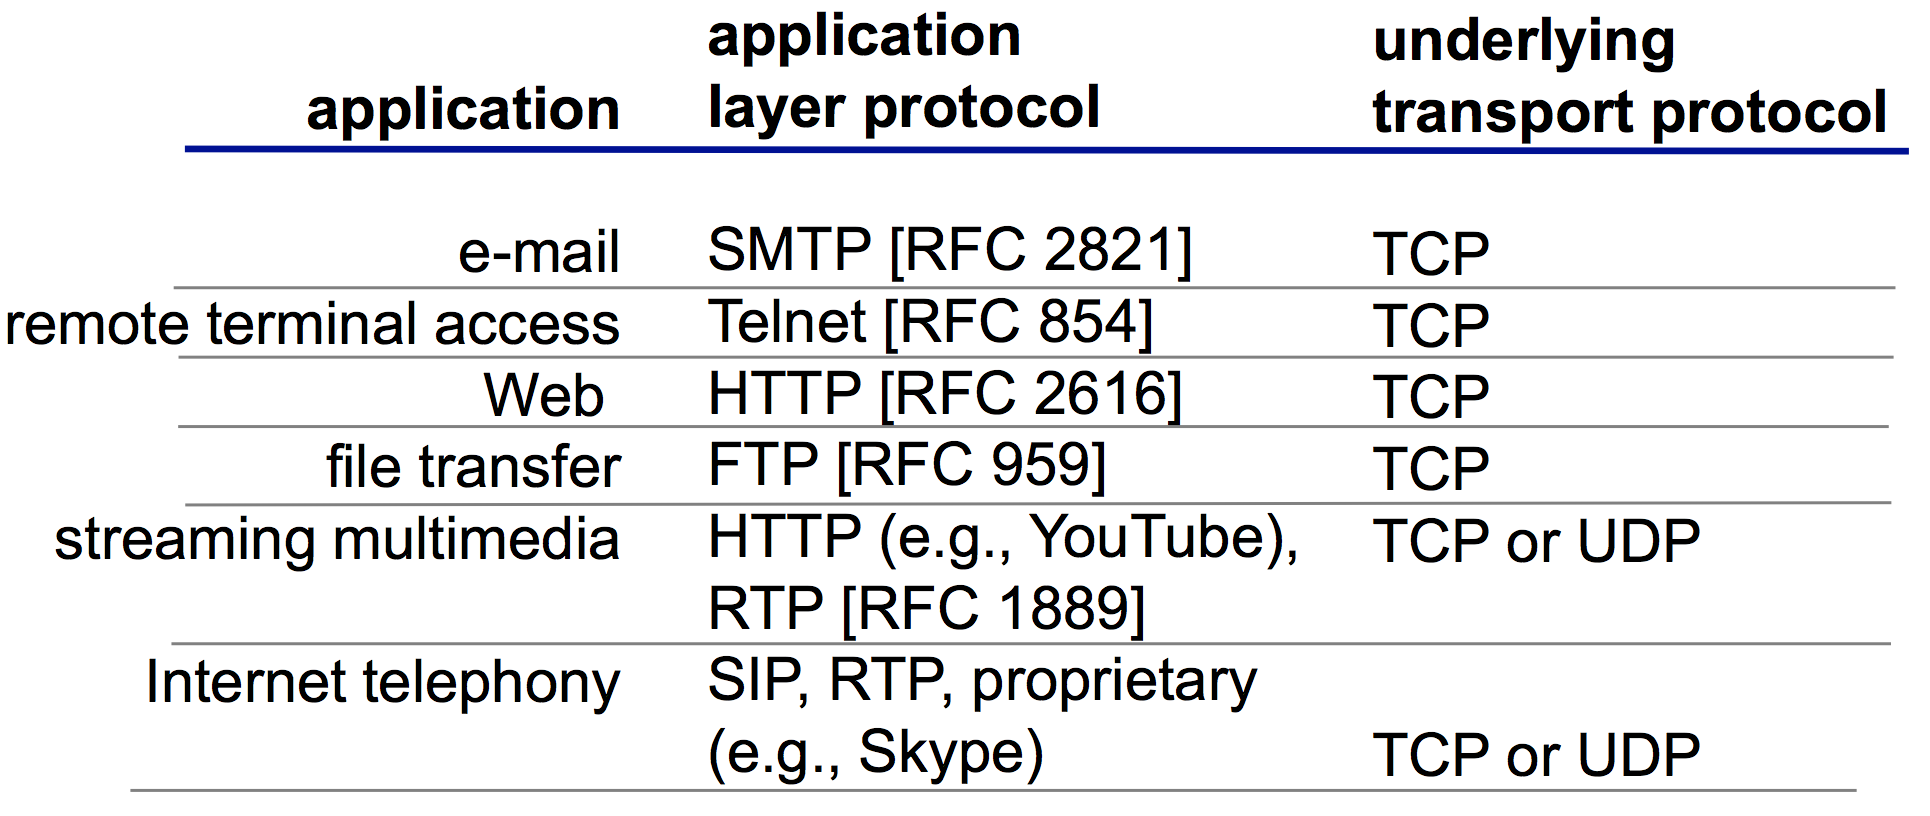 application application layer protocol underlying transport protocol
e-mail SMTP [RFC 2821] TCP
remote terminal access Telnet [RFC 854] TCP
Web HTTP [RFC 2616] TCP
file transfer FTP [RFC 959] TCP
streaming multimedia HTTP (e.g., YouTube), TCP or UDP
RTP [RFC 1889]
Internet telephony SIP, RTP, proprietary
(e.g., Skype) TCP or UDP